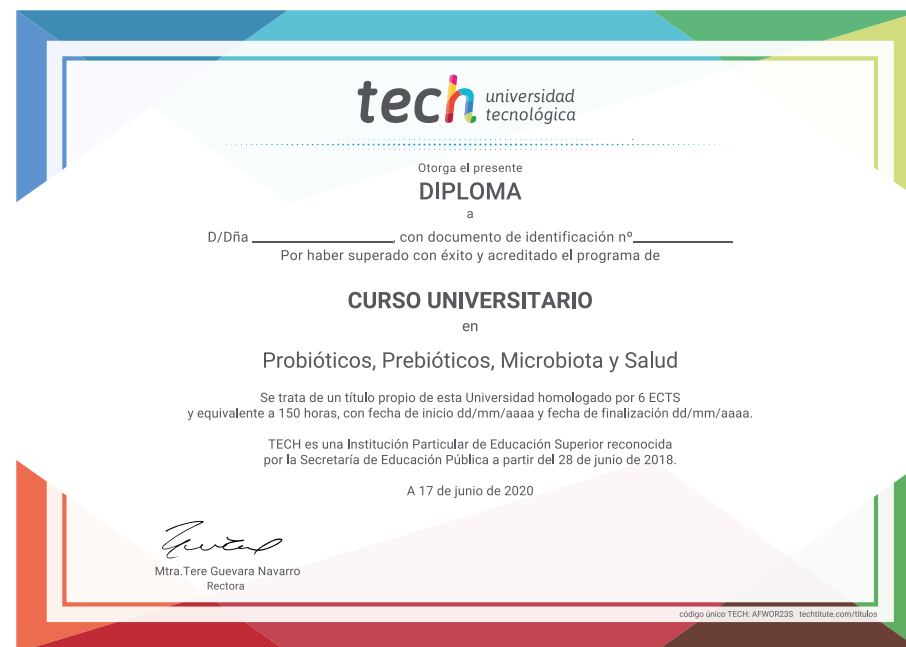 tech universidad
tecnológica
Otorga el presente
DIPLOMA
a
D/Dña ____________________, con documento de identificación nº______________
Por haber superado con éxito y acreditado el programa de
CURSO UNIVERSITARIO
en
Probióticos, Prebióticos, Microbiota y Salud
Se trata de un título propio de esta Universidad homologado por 6 ECTS
y equivalente a 150 horas, con fecha de inicio dd/mm/aaaa y fecha de finalización dd/mm/aaaa.
TECH es una Institución Particular de Educación Superior reconocida
por la Secretaría de Educación Pública a partir del 28 de junio de 2018.
A 17 de junio de 2020
Mtra.Tere Guevara Navarro
Rectora
código único TECH: AFWOR23S techtitute.com/titulos